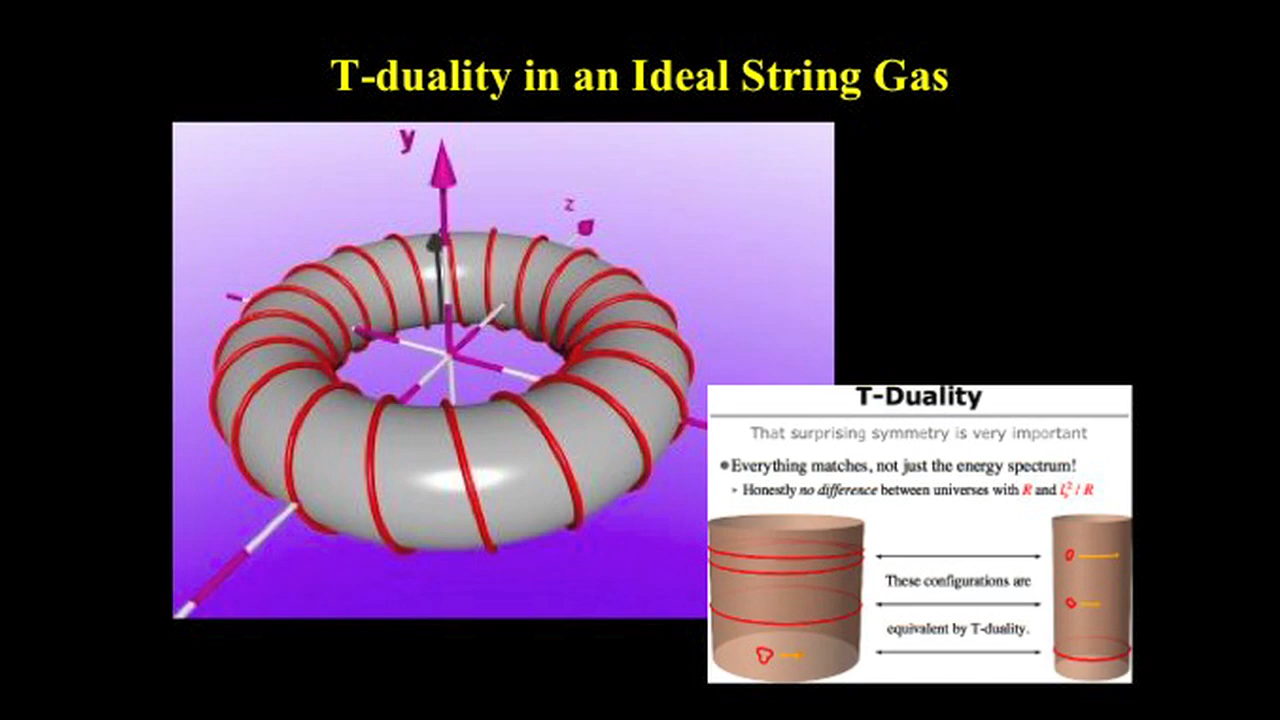 T-duality in an Ideal String Gas
y
z
T-Duality
That surprising symmetry is very important
Everything matches, not just the energy spectrum!
Honestly no difference between universes with R and lₛ² / R
These configurations are
equivalent by T-duality.